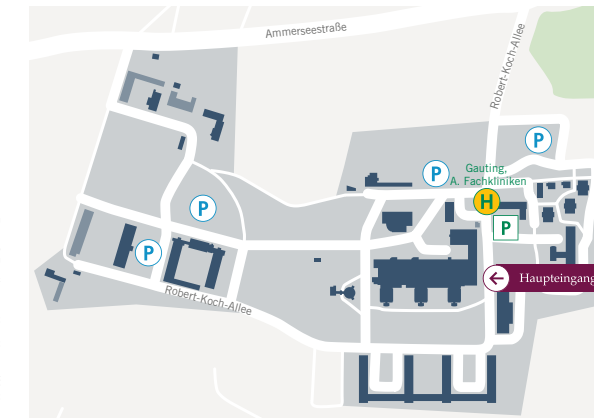 Ammerseestraße
Robert-Koch-Allee
P
P
Gauting,
A. Fachkliniken
H
P
P
P
Haupteingang
Robert-Koch-Allee